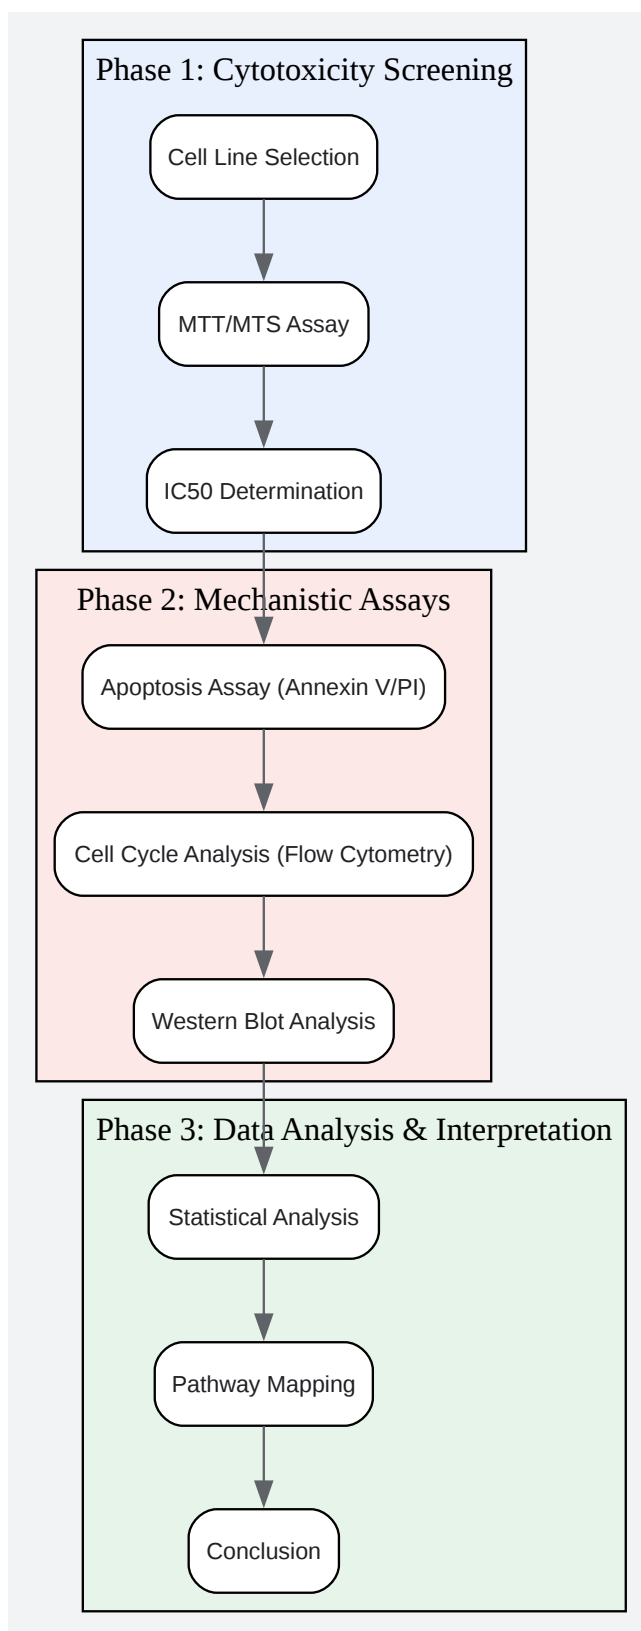 Phase 1: Cytotoxicity Screening
Cell Line Selection
MTT/MTS Assay
IC50 Determination
Phase 2: Mechanistic Assays
Apoptosis Assay (Annexin V/PI)
Cell Cycle Analysis (Flow Cytometry)
Western Blot Analysis
Phase 3: Data Analysis & Interpretation
Statistical Analysis
Pathway Mapping
Conclusion